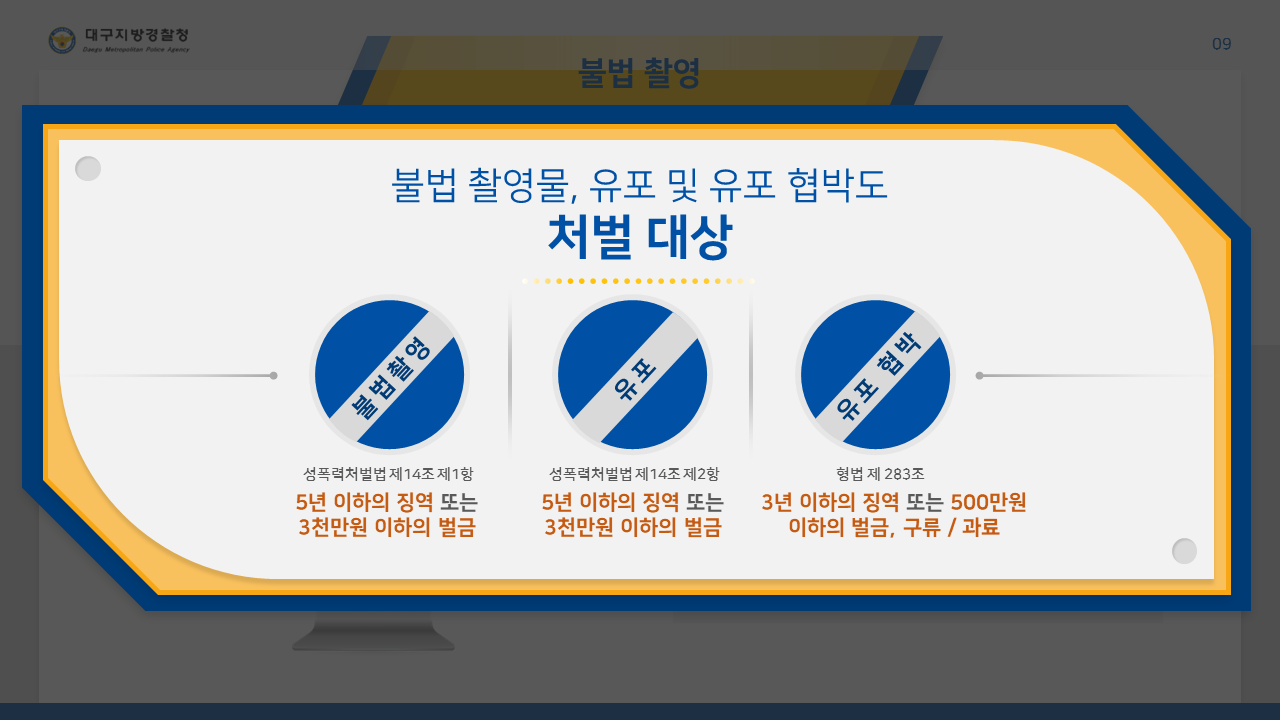 대구지방경찰청
Daegu Metropolitan Police Agency
09
불법 촬영
불법 촬영물, 유포 및 유포 협박도
처벌 대상
불법촬영
유포
유포 협박
성폭력처벌법 제14조 제1항
5년 이하의 징역 또는
3천만원 이하의 벌금
성폭력처벌법 제14조 제2항
5년 이하의 징역 또는
3천만원 이하의 벌금
형법 제 283조
3년 이하의 징역 또는 500만원
이하의 벌금, 구류 / 과료